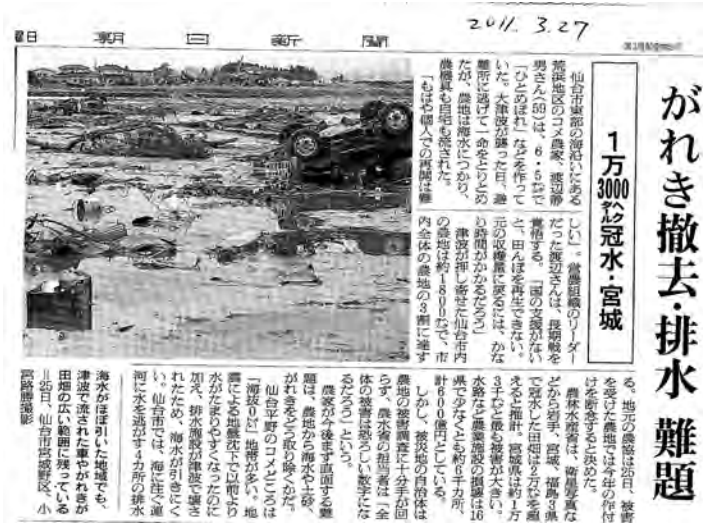 2011. 3.27
曜日 朝日新聞
がれき撤去・排水 難題
1万3000ヘクタール冠水・宮城
仙台市東部の海沿いにある
荒浜地区のコメ農家、渡辺静
男さん(59)は、6・5㌶で
「ひとめぼれ」などを作って
いた。大津波が襲った日、避
難所に逃げて一命をとりとめ
たが、農地は海水につかり、
農機具も自宅も流された。
「もはや個人での再開は難
しい」。営農組織のリーダー
だった渡辺さんは、長期戦を
覚悟する。「国の支援がない
と、田んぼを再生できない。
元の収穫量に戻るには、かな
り時間がかかるだろう」
津波が押し寄せた仙台市内
の農地は約1800㌶で、市
内全体の農地の3割に達す
る。地元の農協は25日、被害
を受けた農地では今年の作付
けを断念すると決めた。
農林水産省は、衛星写真な
どから岩手、宮城、福島3県
で冠水した田畑は2万㌶を超
えると推計。宮城県は約1万
3千㌶と最も被害が大きい。
水路など農業施設の損壊は16
県で少なくとも約6千カ所、
計600億円としている。
しかし、被災地の自治体は
農地の被害調査に十分手が回
らず、農水省の担当者は「全
体の被害は恐ろしい数字にな
るだろう」という。
農家が今後まず直面する難
題は、農地から海水や土砂、
がれきをどう取り除くかだ。
仙台平野のコメどころは
「海抜0㍍」地帯が多い。地
震による地盤沈下で以前より
水がたまりやすくなったのに
加え、排水施設が津波で壊さ
れたため、海水が引きにく
い。仙台市では、海に注ぐ運
河に水を逃がす4カ所の排水
海水がほぼ引いた地域でも、
津波で流された車やがれきが
田畑の広い範囲に残っている
=25日、仙台市宮城野区、小
宮路勝撮影